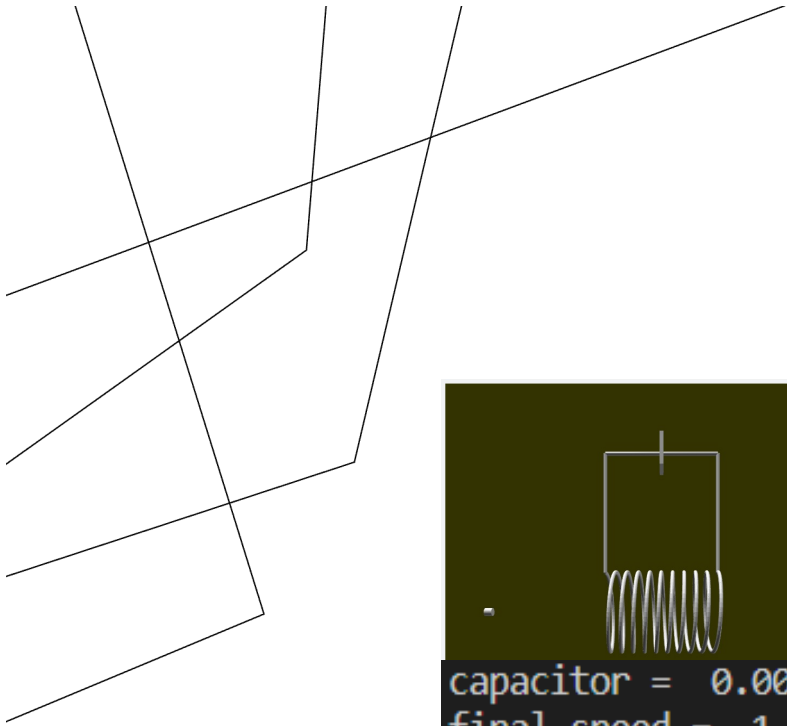 capacitor = 0.00
final speed = 1